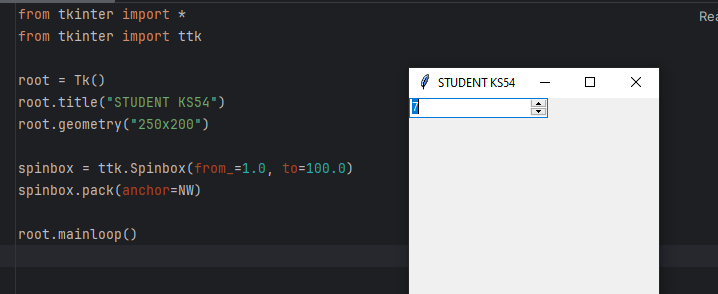 from tkinter import *
from tkinter import ttk
root = Tk()
root.title("STUDENT KS54")
root.geometry("250x200")
spinbox = ttk.Spinbox(from_=1.0, to=100.0)
spinbox.pack(anchor=NW)
root.mainloop()
Rea
STUDENT KS54
7